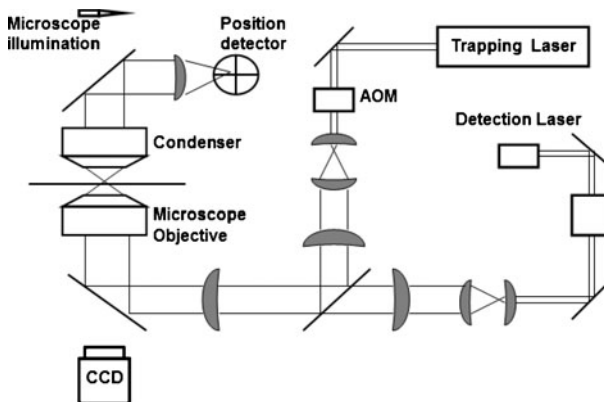 Microscope
illumination
Position
detector
Trapping Laser
AOM
Detection Laser
Condenser
Microscope
Objective
CCD